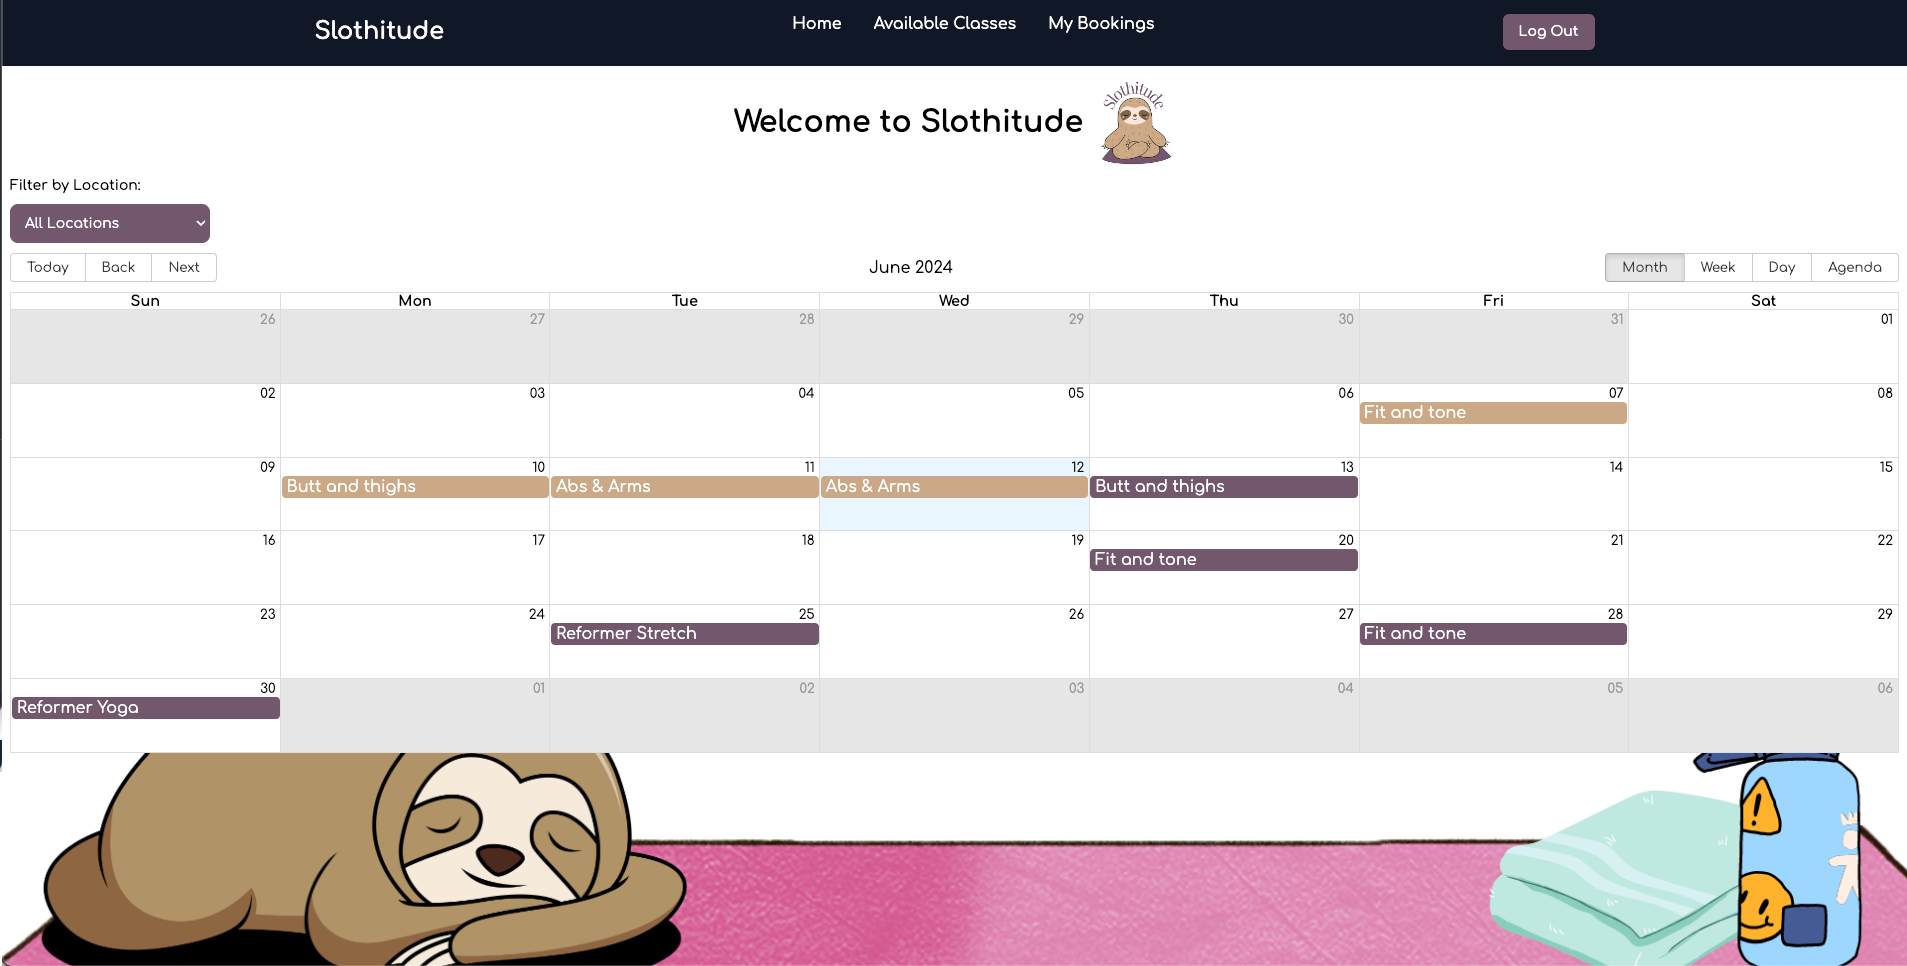 Slothitude
Home Available Classes My Bookings
Log Out
Welcome to Slothitude
Slothitude
Filter by Location:
All Locations
Today Back Next
June 2024
Month Week Day Agenda
Sun Mon Tue Wed Thu Fri Sat
26 27 28 29 30 31 01
02 03 04 05 06 07 08
Fit and tone
09 10 11 12 13 14 15
Butt and thighs Abs & Arms Abs & Arms Butt and thighs
16 17 18 19 20 21 22
Fit and tone
23 24 25 26 27 28 29
Reformer Stretch Fit and tone
30 01 02 03 04 05 06
Reformer Yoga
!